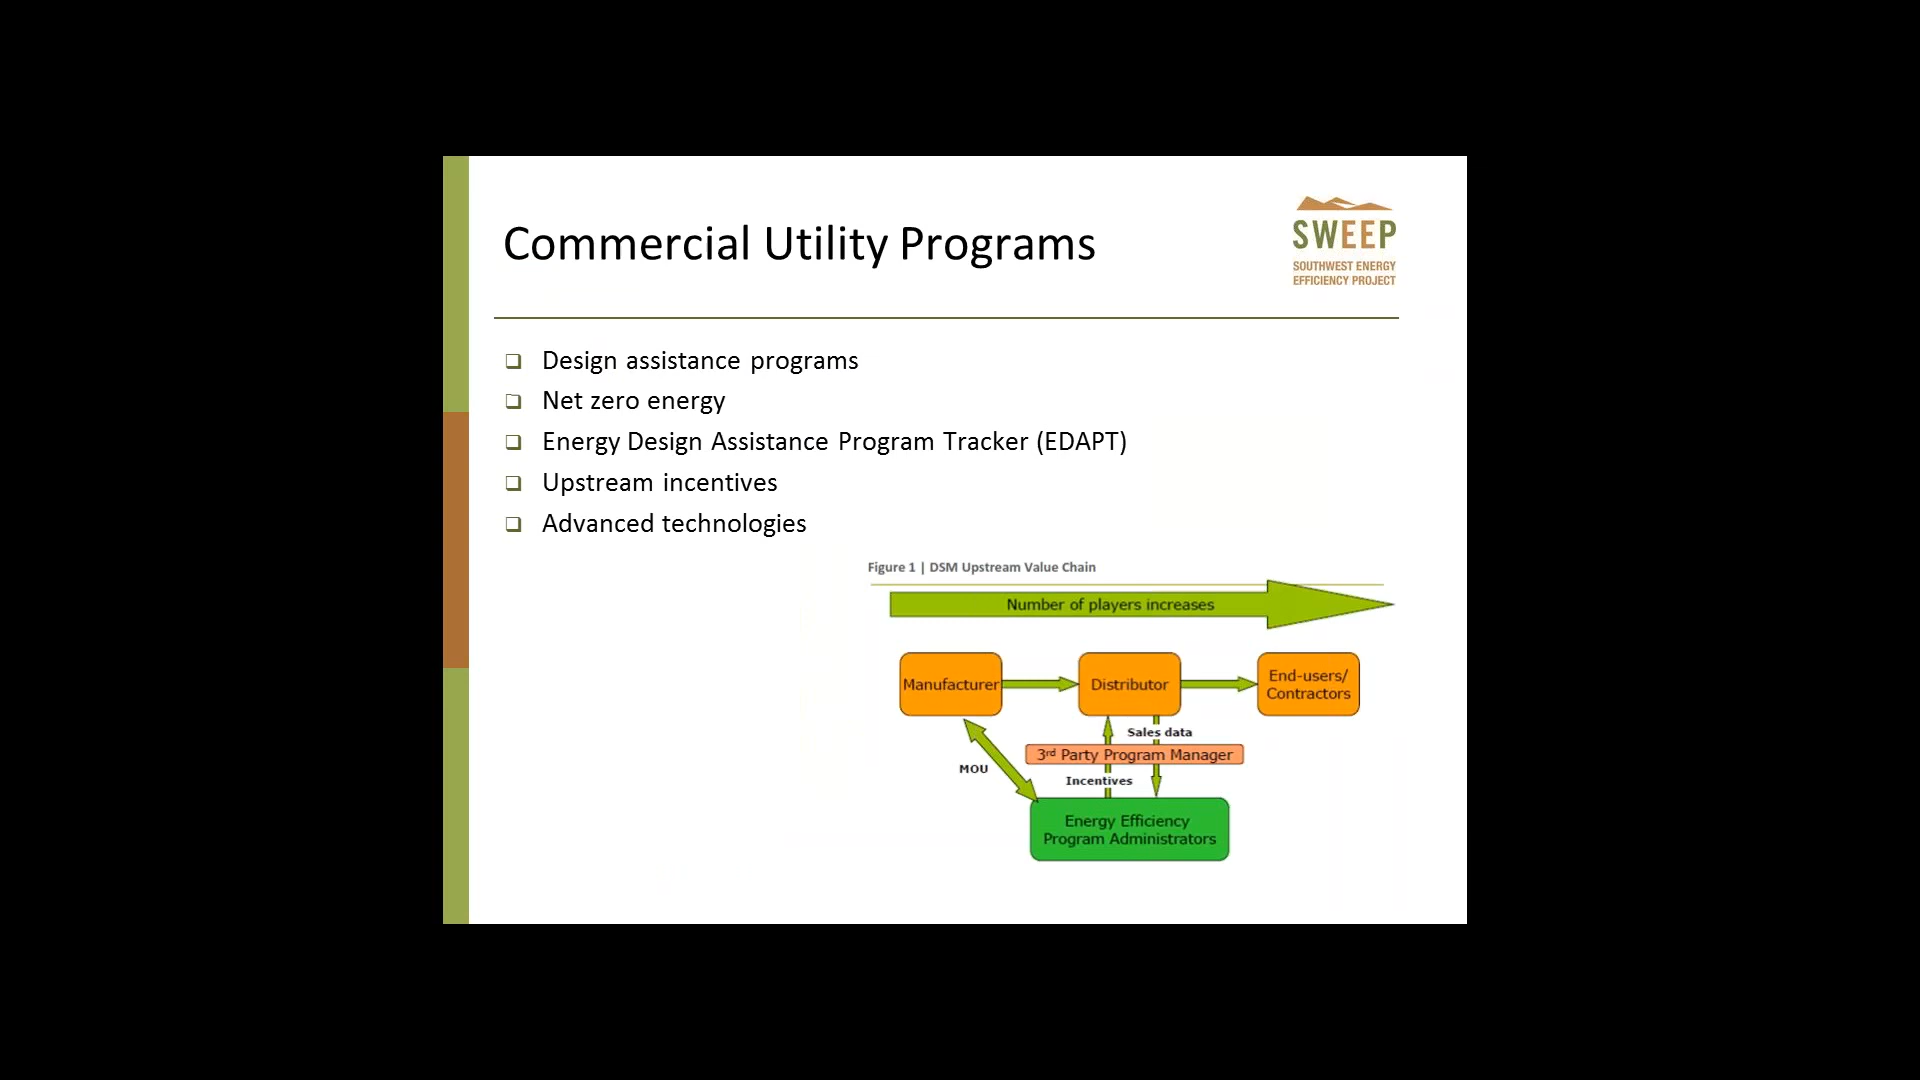 Commercial Utility Programs
SWEEP
SOUTHWEST ENERGY
EFFICIENCY PROJECT
Design assistance programs
Net zero energy
Energy Design Assistance Program Tracker (EDAPT)
Upstream incentives
Advanced technologies
Figure 1 | DSM Upstream Value Chain
Number of players increases
Manufacturer
Distributor
End-users/
Contractors
Sales data
3rd Party Program Manager
MOU
Incentives
Energy Efficiency
Program Administrators